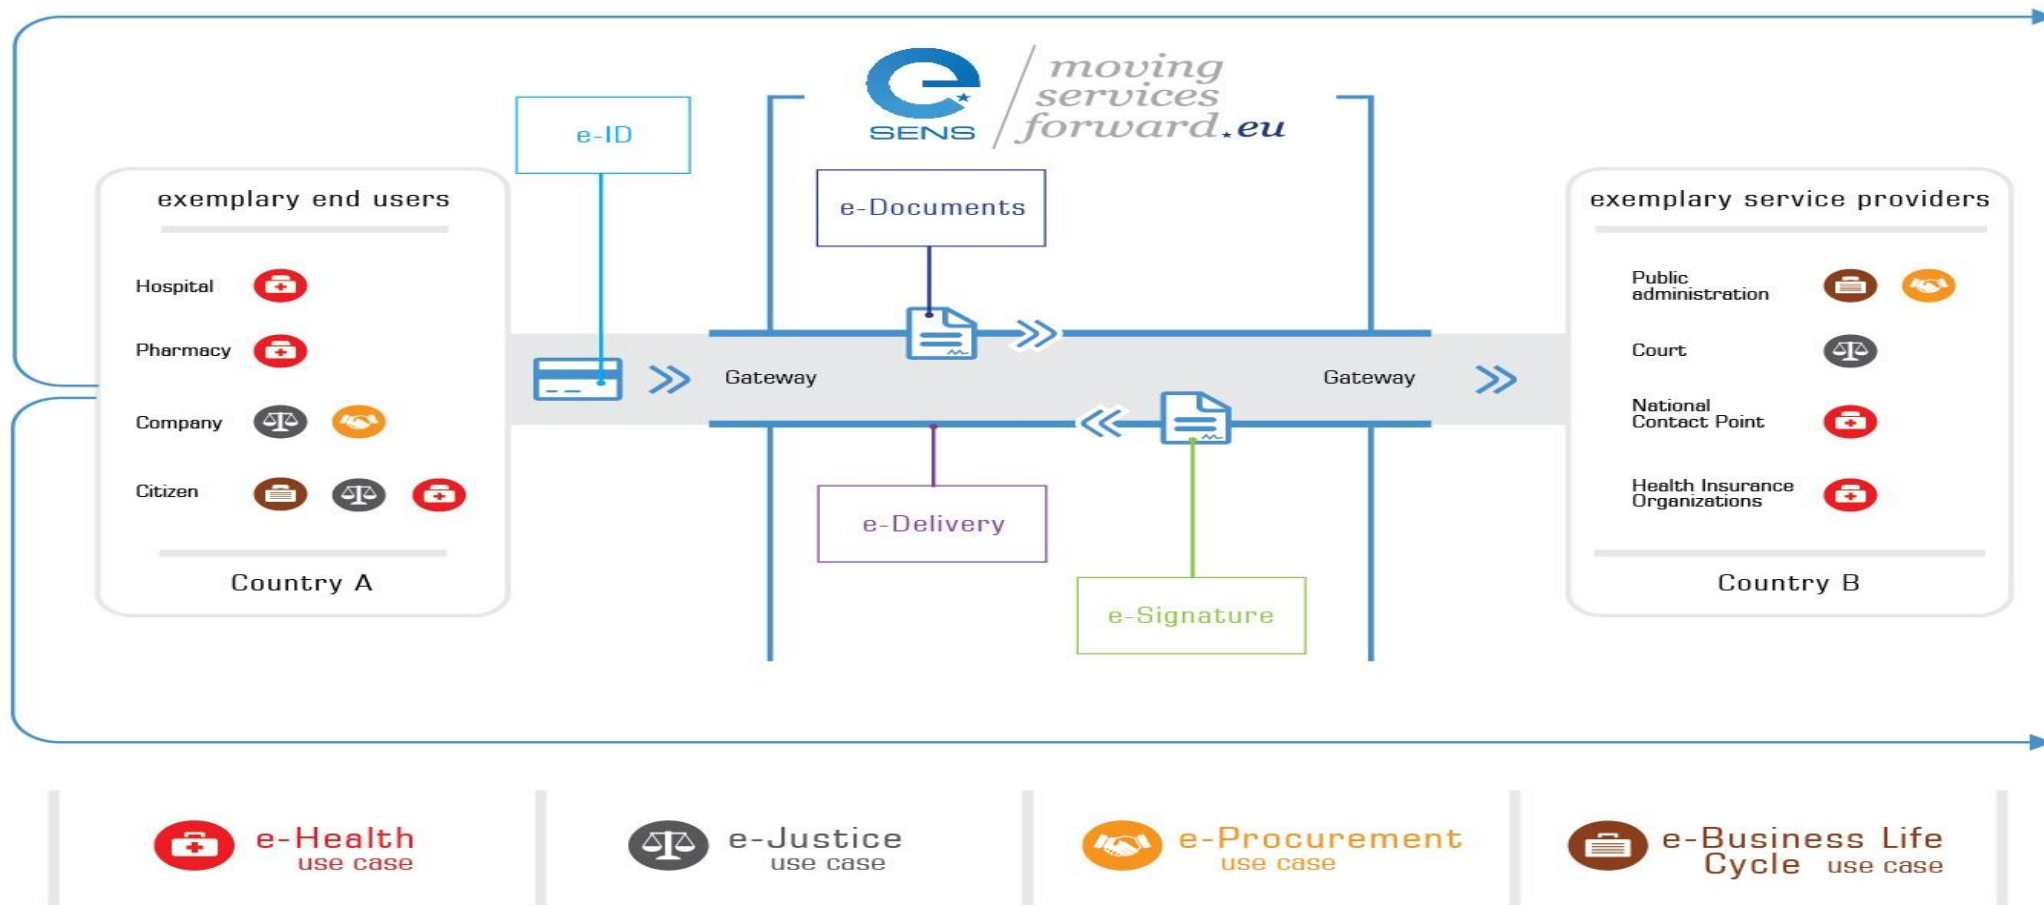 e
SENS
moving
services
forward.eu
e-ID
exemplary end users
Hospital
Pharmacy
Company
Citizen
Country A
e-Documents
Gateway
Gateway
e-Delivery
e-Signature
exemplary service providers
Public
administration
Court
National
Contact Point
Health Insurance
Organizations
Country B
e-Health
use case
e-Justice
use case
e-Procurement
use case
e-Business Life
Cycle use case